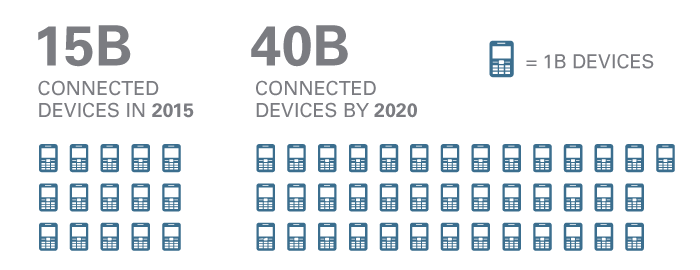 15B
CONNECTED
DEVICES IN 2015
40B
CONNECTED
DEVICES BY 2020
= 1B DEVICES